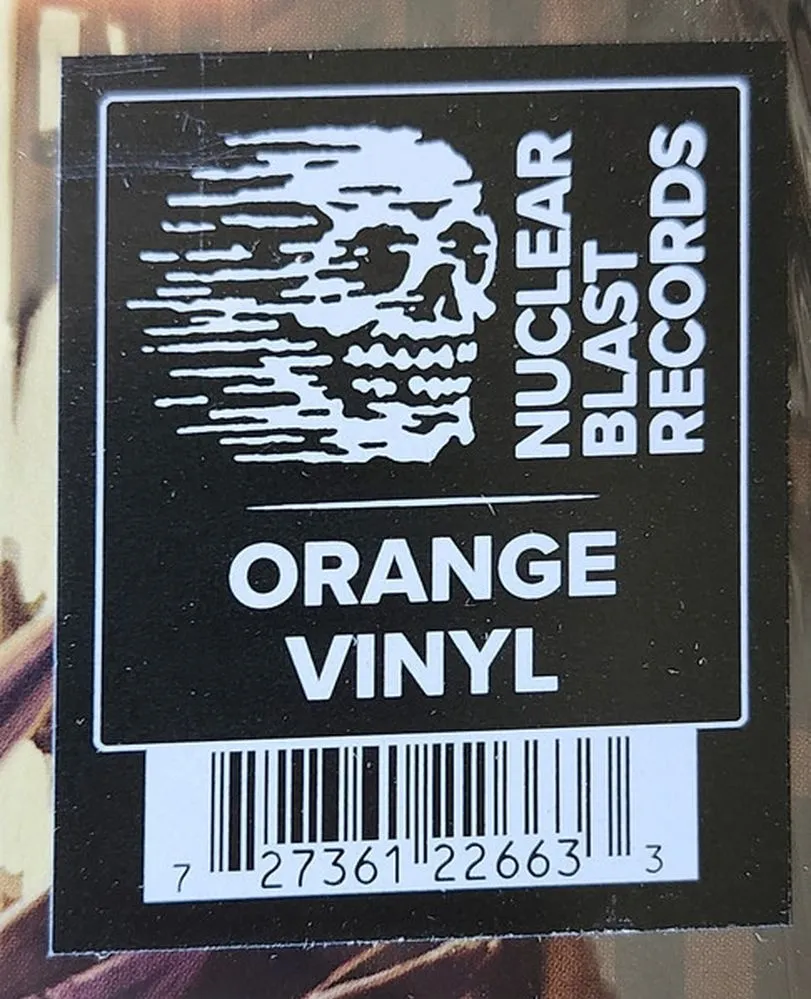 NUCLEAR
BLAST
RECORDS
ORANGE
VINYL
7 27361 22663 3